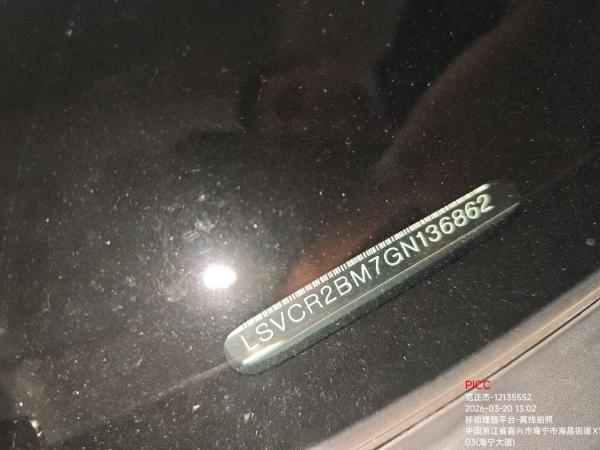 LSVCR2BM7GN136862
PICC
范正杰-12135552
2026-03-20 13:02
移动理赔平台-离线拍照
中国浙江省嘉兴市海宁市海昌街道X1
03(海宁大道)